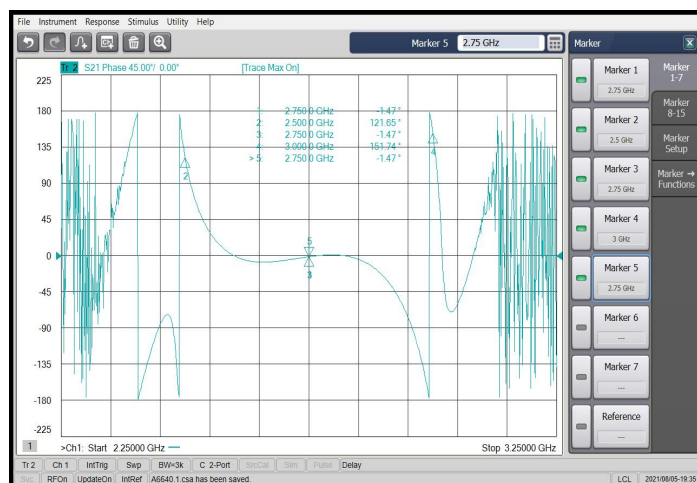 File Instrument Response Stimulus Utility Help
Marker 5 2.75 GHz
Marker
Tr 2 S21 Phase 45.00°/ 0.00° [Trace Max On]
225
180
135
90
45
0
-45
-90
-135
-180
-225
1: 2.750 0 GHz -1.47 °
2: 2.500 0 GHz 121.65 °
3: 2.750 0 GHz -1.47 °
4: 3.000 0 GHz 151.74 °
> 5: 2.750 0 GHz -1.47 °
2
5
3
4
1 >Ch1: Start 2.25000 GHz Stop 3.25000 GHz
Marker 1
2.75 GHz
Marker 2
2.5 GHz
Marker 3
2.75 GHz
Marker 4
3 GHz
Marker 5
2.75 GHz
Marker 6
---
Marker 7
---
Reference
---
Marker
1-7
Marker
8-15
Marker
Setup
Marker →
Functions
Tr 2 Ch 1 IntTrig Swp BW=3k C 2-Port SrcCal Sim Pulse Delay
Svc RFOn UpdateOn IntRef A6640.1.csa has been saved. LCL 2021/08/05-19:35